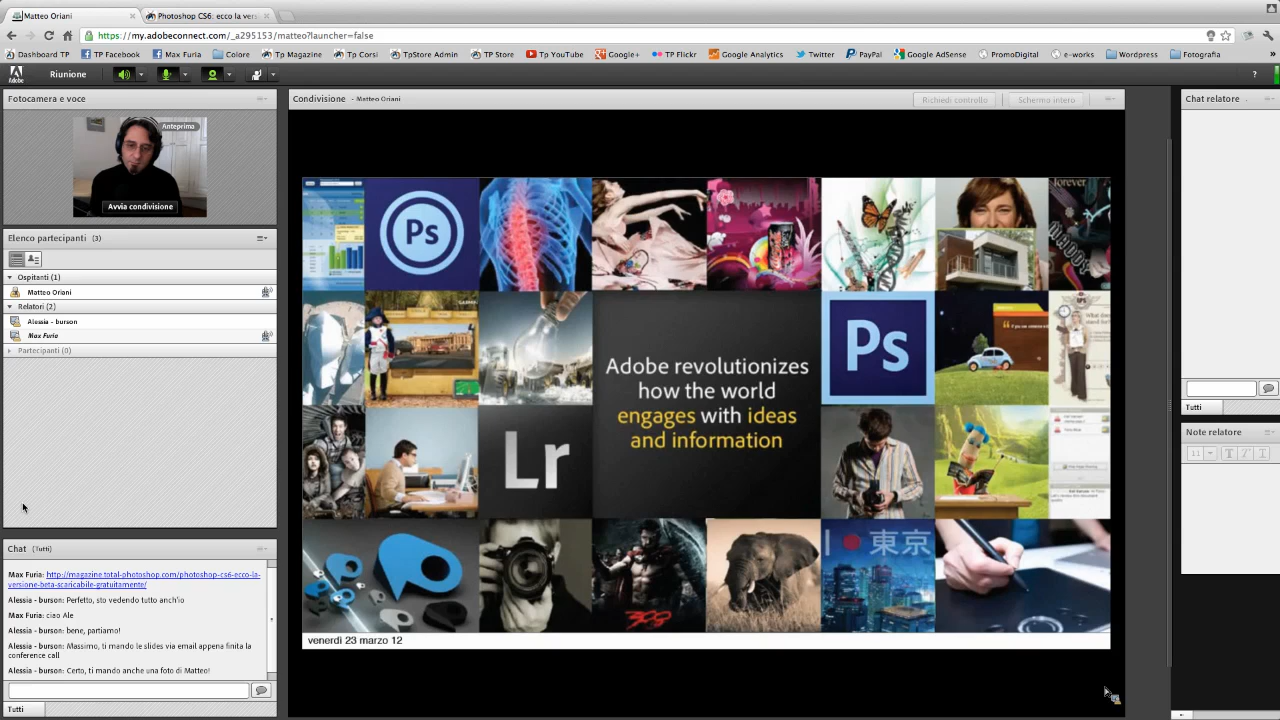 Matteo Oriani
Photoshop CS6: ecco la vers
https://my.adobeconnect.com/_a295153/matteo?launcher=false
Dashboard TP
TP Facebook
Max Furia
Colore
Tp Magazine
Tp Corsi
TpStore Admin
TP Store
Tp YouTube
Google+
TP Flickr
Google Analytics
Twitter
PayPal
Google AdSense
PromoDigital
e-works
Wordpress
Fotografia
»
Adobe
Riunione
?
Fotocamera e voce
Anteprima
Avvia condivisione
Elenco partecipanti (3)
Ospitanti (1)
Matteo Oriani
Relatori (2)
Alessia - burson
Max Furia
Partecipanti (0)
Chat (Tutti)
Max Furia: http://magazine.total-photoshop.com/photoshop-cs6-ecco-la-
versione-beta-scaricabile-gratuitamente/
Alessia - burson: Perfetto, sto vedendo tutto anch'io
Max Furia: ciao Ale
Alessia - burson: bene, partiamo!
Alessia - burson: Massimo, ti mando le slides via email appena finita la
conference call
Alessia - burson: Certo, ti mando anche una foto di Matteo!
Tutti
Condivisione - Matteo Oriani
Richiedi controllo
Schermo intero
Ps
forever
Ps
Adobe revolutionizes
how the world
engages with ideas
and information
Lr
300
東京
venerdì 23 marzo 12
Chat relatore
Tutti
Note relatore
11
T
T
T